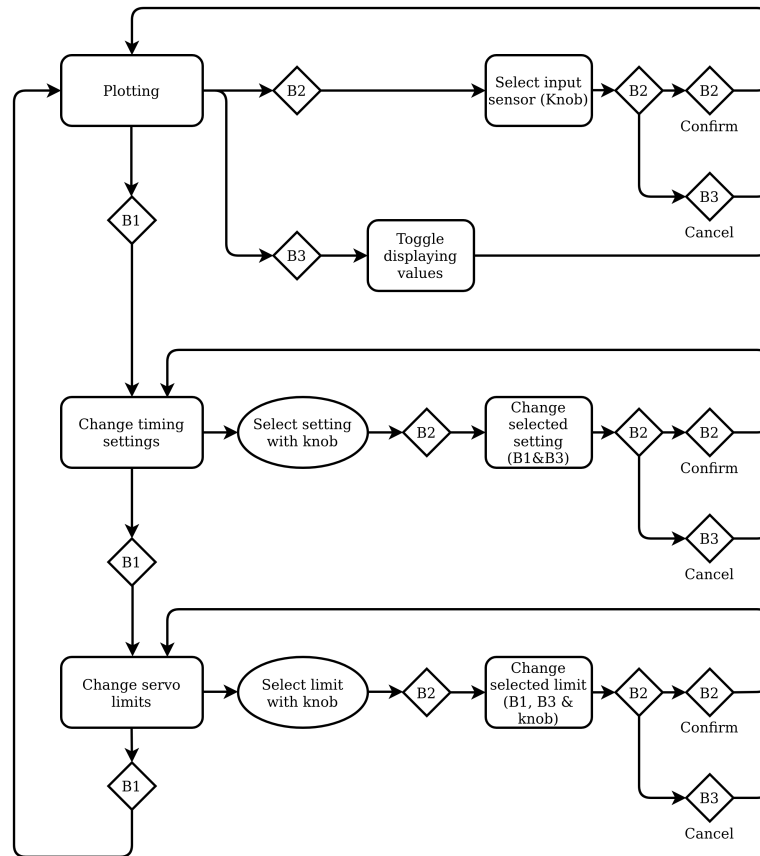 Plotting
B2
Select input
sensor (Knob)
B2
B2
Confirm
B3
Cancel
B1
B3
Toggle
displaying
values
Change timing
settings
Select setting
with knob
B2
Change
selected
setting
(B1&B3)
B2
B2
Confirm
B3
Cancel
B1
Change servo
limits
Select limit
with knob
B2
Change
selected limit
(B1, B3 &
knob)
B2
B2
Confirm
B3
Cancel
B1